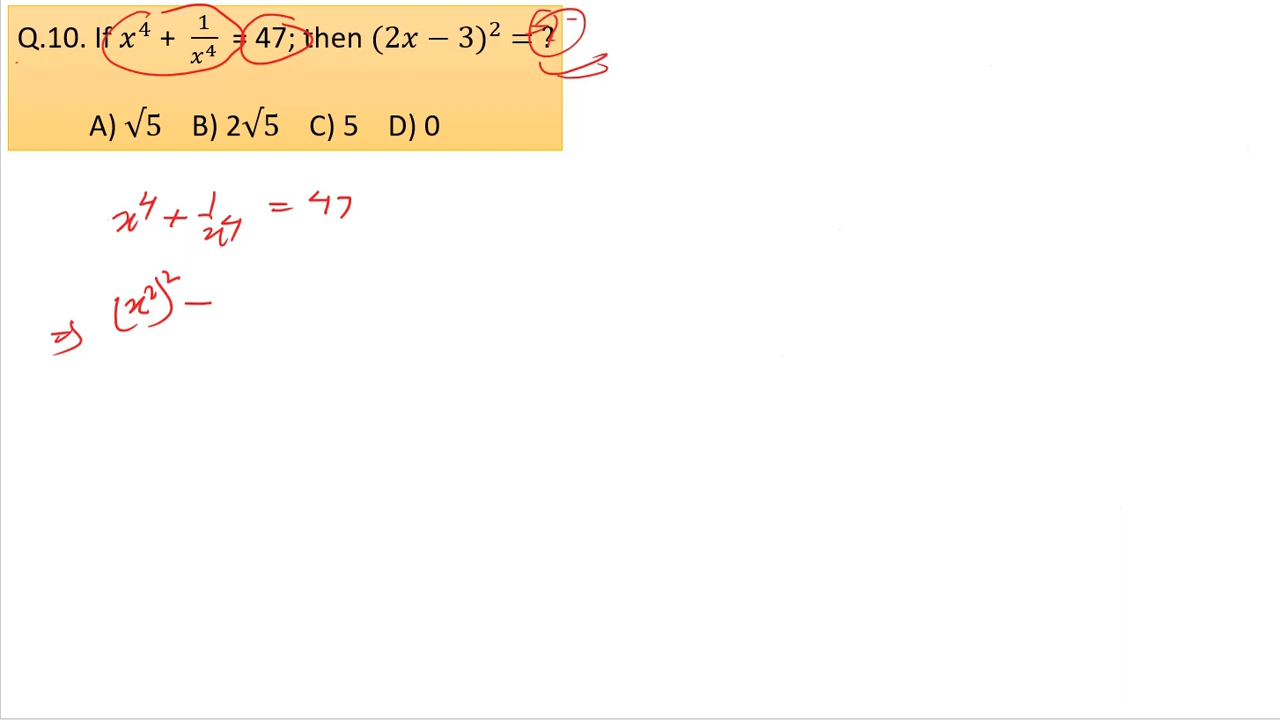 Q.10. If x⁴ + 1/x⁴ = 47; then (2x − 3)² = ?
A) √5 B) 2√5 C) 5 D) 0
x⁴ + 1/x⁴ = 47
⇒ (x²)² −